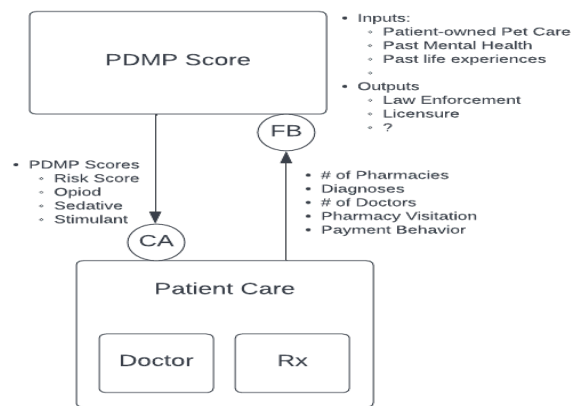 PDMP Score
Inputs:
Patient-owned Pet Care
Past Mental Health
Past life experiences
Outputs
Law Enforcement
Licensure
?
FB
PDMP Scores
Risk Score
Opiod
Sedative
Stimulant
# of Pharmacies
Diagnoses
# of Doctors
Pharmacy Visitation
Payment Behavior
CA
Patient Care
Doctor
Rx